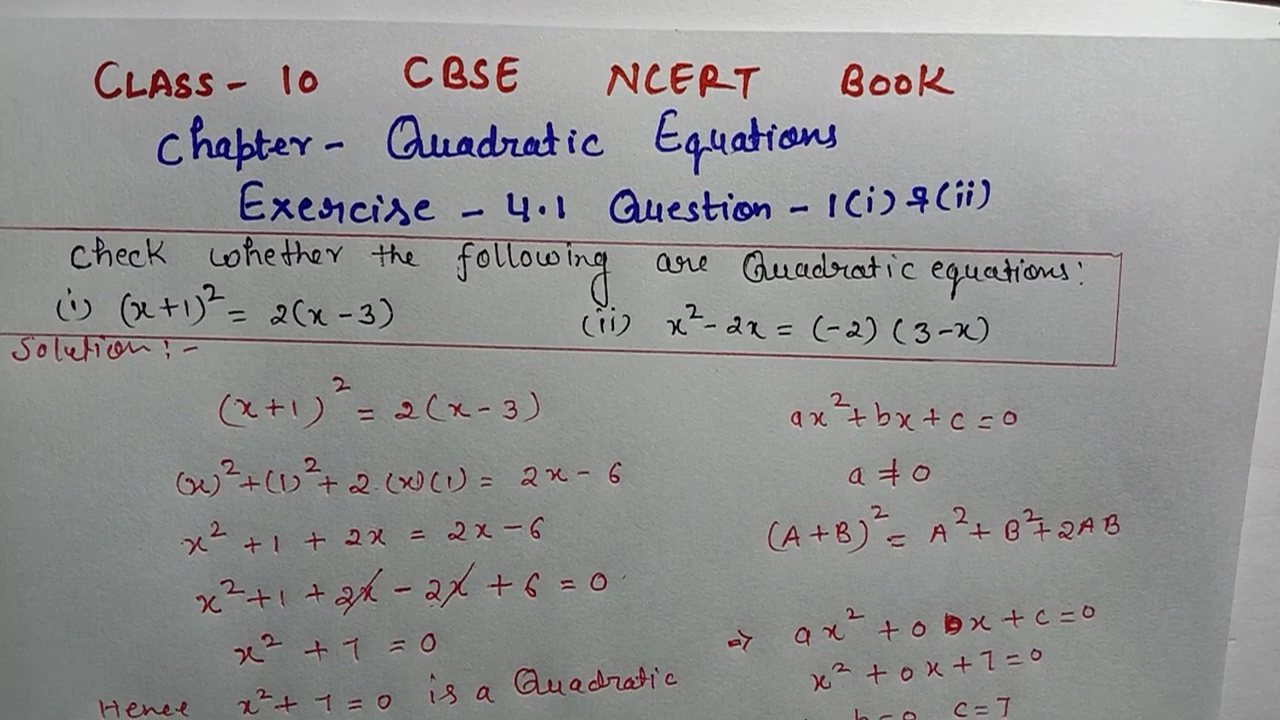 CLASS - 10 CBSE NCERT BOOK
Chapter - Quadratic Equations
Exercise - 4.1 Question - 1(i) & (ii)
Check whether the following are Quadratic equations:
(i) (x+1)² = 2(x-3) (ii) x² - 2x = (-2)(3-x)
Solution:-
(x+1)² = 2(x-3)
(x)² + (1)² + 2.(x)(1) = 2x - 6
x² + 1 + 2x = 2x - 6
x² + 1 + 2x - 2x + 6 = 0
x² + 7 = 0
Hence x² + 7 = 0 is a Quadratic
ax² + bx + c = 0
a ≠ 0
(A+B)² = A² + B² + 2AB
⇒ ax² + 0 bx + c = 0
x² + 0x + 7 = 0
b = 0 c = 7